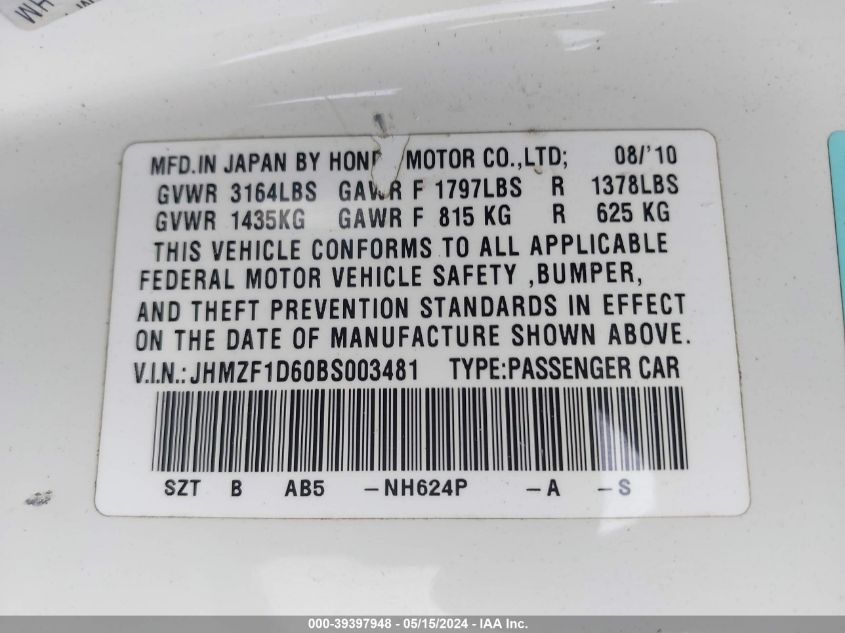 HM
MFD.IN JAPAN BY HON MOTOR CO.,LTD; 08/'10
GVWR 3164LBS GAWR F 1797LBS R 1378LBS
GVWR 1435KG GAWR F 815 KG R 625 KG
THIS VEHICLE CONFORMS TO ALL APPLICABLE
FEDERAL MOTOR VEHICLE SAFETY ,BUMPER,
AND THEFT PREVENTION STANDARDS IN EFFECT
ON THE DATE OF MANUFACTURE SHOWN ABOVE.
V.I.N.: JHMZF1D60BS003481 TYPE:PASSENGER CAR
SZT B AB5 -NH624P -A -S
000-39397948 - 05/15/2024 - IAA Inc.